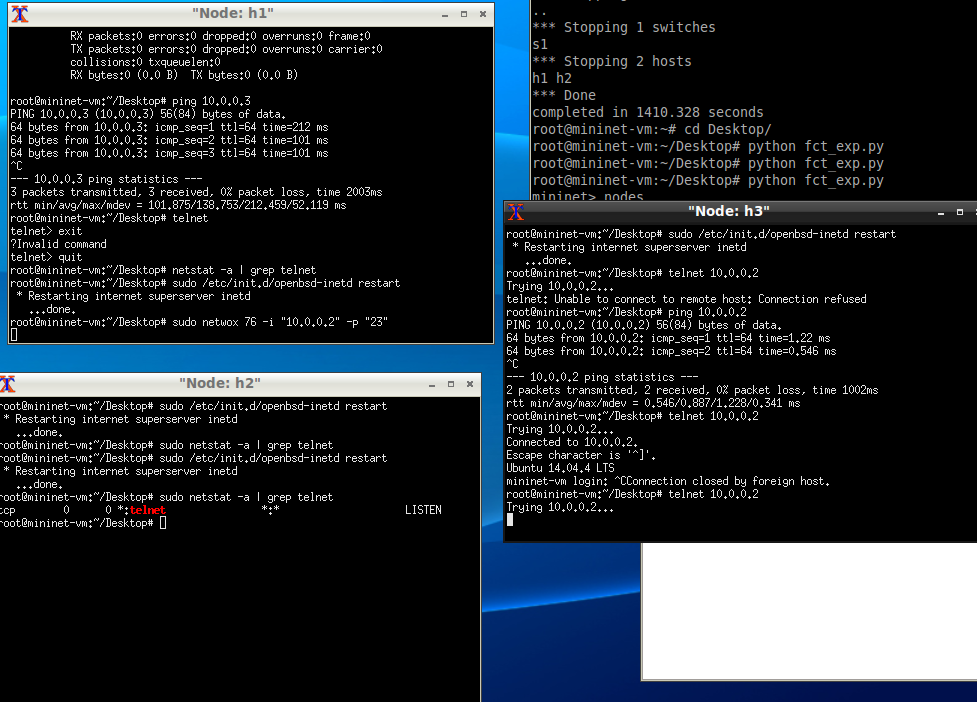 "Node: h1"
RX packets:0 errors:0 dropped:0 overruns:0 frame:0
TX packets:0 errors:0 dropped:0 overruns:0 carrier:0
collisions:0 txqueuelen:0
RX bytes:0 (0.0 B)  TX bytes:0 (0.0 B)
root@mininet-vm:~/Desktop# ping 10.0.0.3
PING 10.0.0.3 (10.0.0.3) 56(84) bytes of data.
64 bytes from 10.0.0.3: icmp_seq=1 ttl=64 time=212 ms
64 bytes from 10.0.0.3: icmp_seq=2 ttl=64 time=101 ms
64 bytes from 10.0.0.3: icmp_seq=3 ttl=64 time=101 ms
^C
--- 10.0.0.3 ping statistics ---
3 packets transmitted, 3 received, 0% packet loss, time 2003ms
rtt min/avg/max/mdev = 101.875/138.753/212.459/52.119 ms
root@mininet-vm:~/Desktop# telnet
telnet> exit
?Invalid command
telnet> quit
root@mininet-vm:~/Desktop# netstat -a | grep telnet
root@mininet-vm:~/Desktop# sudo /etc/init.d/openbsd-inetd restart
* Restarting internet superserver inetd
...done.
root@mininet-vm:~/Desktop# sudo netwox 76 -i "10.0.0.2" -p "23"
..
*** Stopping 1 switches
s1
*** Stopping 2 hosts
h1 h2
*** Done
completed in 1410.328 seconds
root@mininet-vm:~# cd Desktop/
root@mininet-vm:~/Desktop# python fct_exp.py
root@mininet-vm:~/Desktop# python fct_exp.py
root@mininet-vm:~/Desktop# python fct_exp.py
mininet> nodes
"Node: h3"
root@mininet-vm:~/Desktop# sudo /etc/init.d/openbsd-inetd restart
* Restarting internet superserver inetd
...done.
root@mininet-vm:~/Desktop# telnet 10.0.0.2
Trying 10.0.0.2...
telnet: Unable to connect to remote host: Connection refused
root@mininet-vm:~/Desktop# ping 10.0.0.2
PING 10.0.0.2 (10.0.0.2) 56(84) bytes of data.
64 bytes from 10.0.0.2: icmp_seq=1 ttl=64 time=1.22 ms
64 bytes from 10.0.0.2: icmp_seq=2 ttl=64 time=0.546 ms
^C
--- 10.0.0.2 ping statistics ---
2 packets transmitted, 2 received, 0% packet loss, time 1002ms
rtt min/avg/max/mdev = 0.546/0.887/1.228/0.341 ms
root@mininet-vm:~/Desktop# telnet 10.0.0.2
Trying 10.0.0.2...
Connected to 10.0.0.2.
Escape character is '^]'.
Ubuntu 14.04.4 LTS
mininet-vm login: ^CConnection closed by foreign host.
root@mininet-vm:~/Desktop# telnet 10.0.0.2
Trying 10.0.0.2...
"Node: h2"
root@mininet-vm:~/Desktop# sudo /etc/init.d/openbsd-inetd restart
* Restarting internet superserver inetd
...done.
root@mininet-vm:~/Desktop# sudo netstat -a | grep telnet
root@mininet-vm:~/Desktop# sudo /etc/init.d/openbsd-inetd restart
* Restarting internet superserver inetd
...done.
root@mininet-vm:~/Desktop# sudo netstat -a | grep telnet
tcp 0 0 *:telnet *:* LISTEN
root@mininet-vm:~/Desktop#